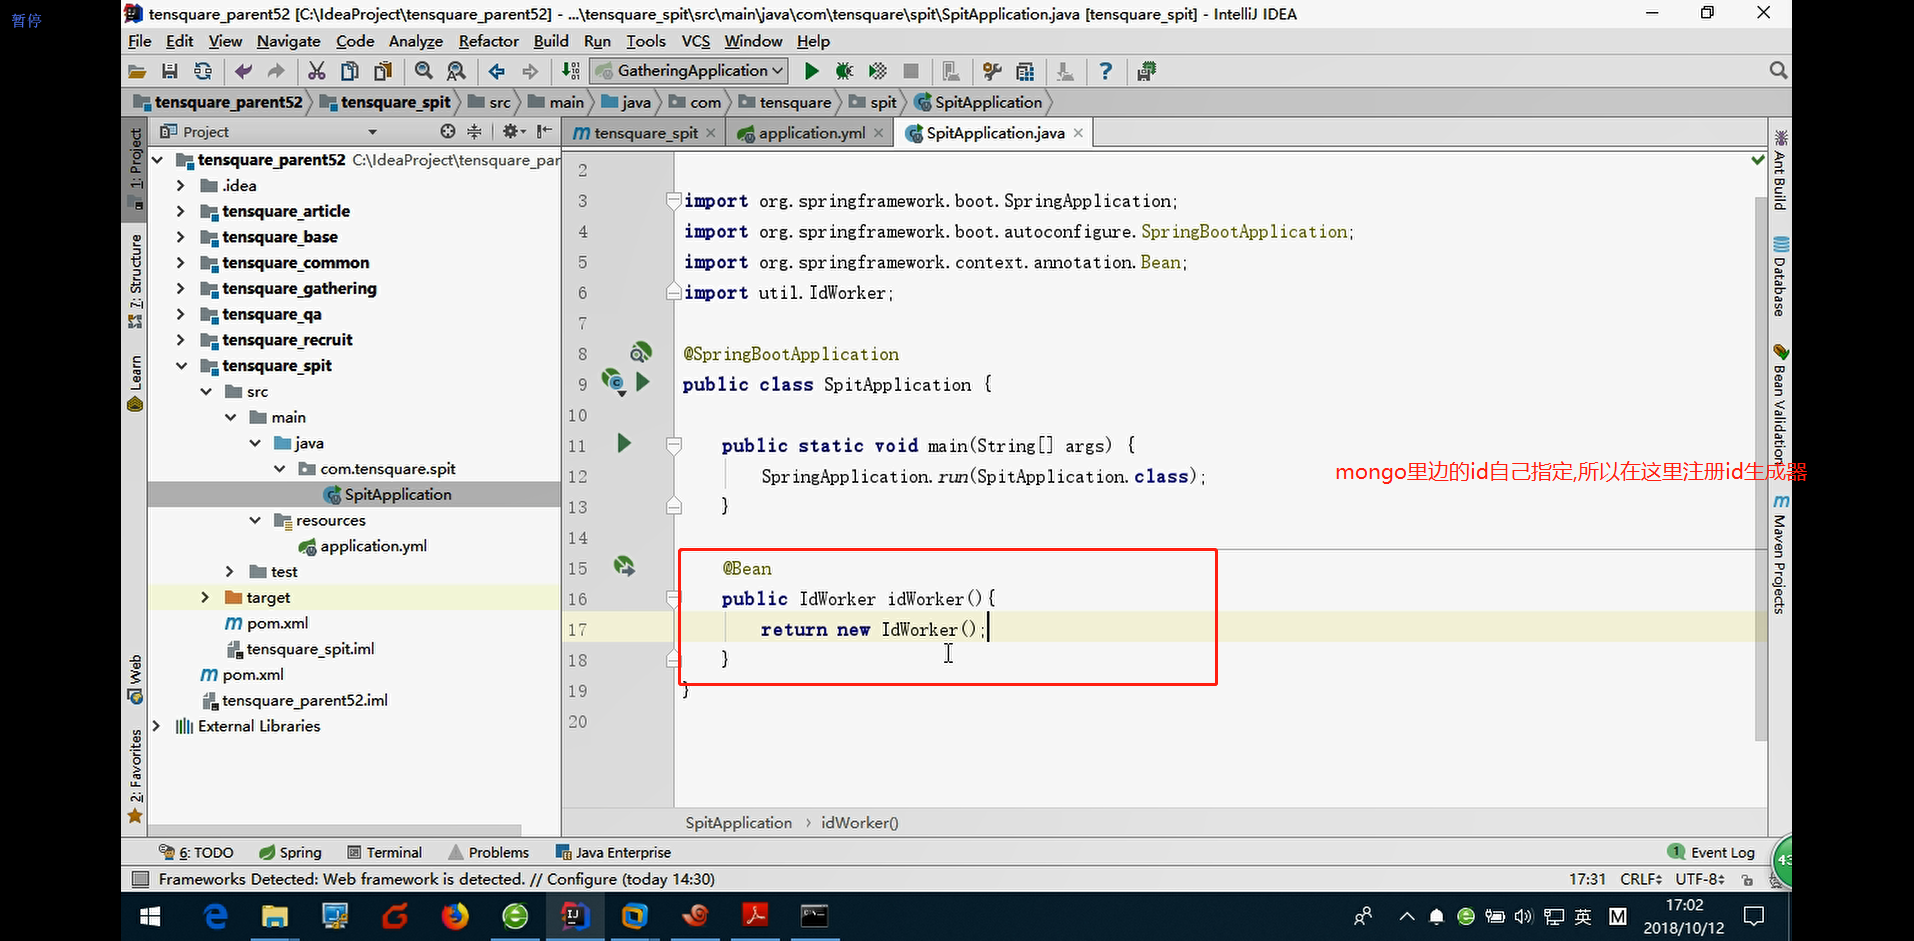 暂停
tensquare_parent52 [C:\IdeaProject\tensquare_parent52] - ...\tensquare_spit\src\main\java\com\tensquare\spit\SpitApplication.java [tensquare_spit] - IntelliJ IDEA
File Edit View Navigate Code Analyze Refactor Build Run Tools VCS Window Help
GatheringApplication
tensquare_parent52 tensquare_spit src main java com tensquare spit SpitApplication
Project
tensquare_spit application.yml SpitApplication.java
1: Project
7: Structure
Learn
Web
2: Favorites
tensquare_parent52 C:\IdeaProject\tensquare_par
.idea
tensquare_article
tensquare_base
tensquare_common
tensquare_gathering
tensquare_qa
tensquare_recruit
tensquare_spit
src
main
java
com.tensquare.spit
SpitApplication
resources
application.yml
test
target
pom.xml
tensquare_spit.iml
pom.xml
tensquare_parent52.iml
External Libraries
2
3 import org.springframework.boot.SpringApplication;
4 import org.springframework.boot.autoconfigure.SpringBootApplication;
5 import org.springframework.context.annotation.Bean;
6 import util.IdWorker;
7
8 @SpringBootApplication
9 public class SpitApplication {
10
11 public static void main(String[] args) {
12 SpringApplication.run(SpitApplication.class);
13 }
14
15 @Bean
16 public IdWorker idWorker(){
17 return new IdWorker();
18 }
19 }
20
mongo里边的id自己指定,所以在这里注册id生成器
Ant Build
Database
Bean Validation
Maven Projects
SpitApplication › idWorker()
6: TODO Spring Terminal Problems Java Enterprise
1 Event Log
43
Frameworks Detected: Web framework is detected. // Configure (today 14:30)
17:31 CRLF÷ UTF-8÷
英 M
17:02
2018/10/12